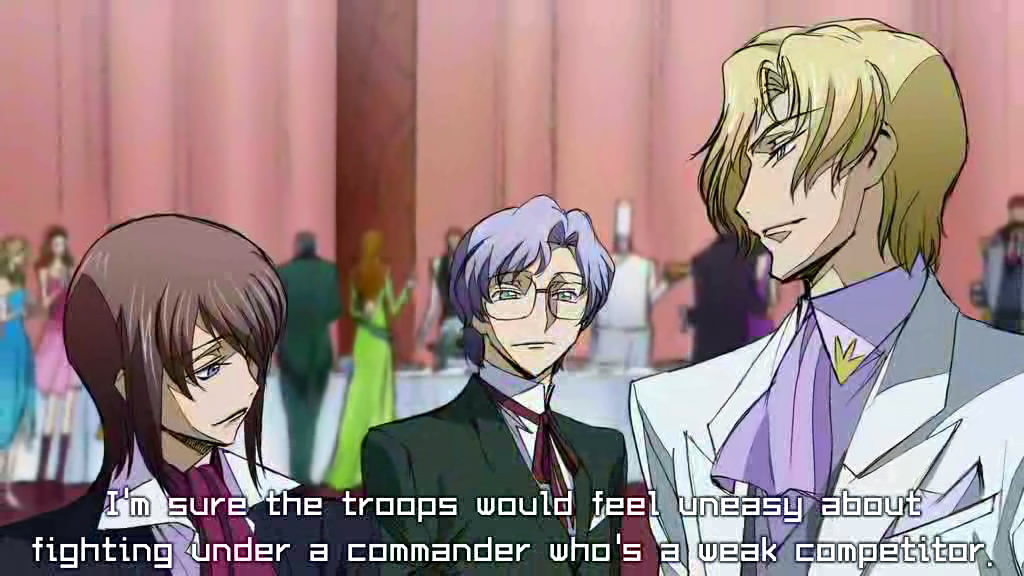 I'm sure the troops would feel uneasy about
fighting under a commander who's a weak competitor.